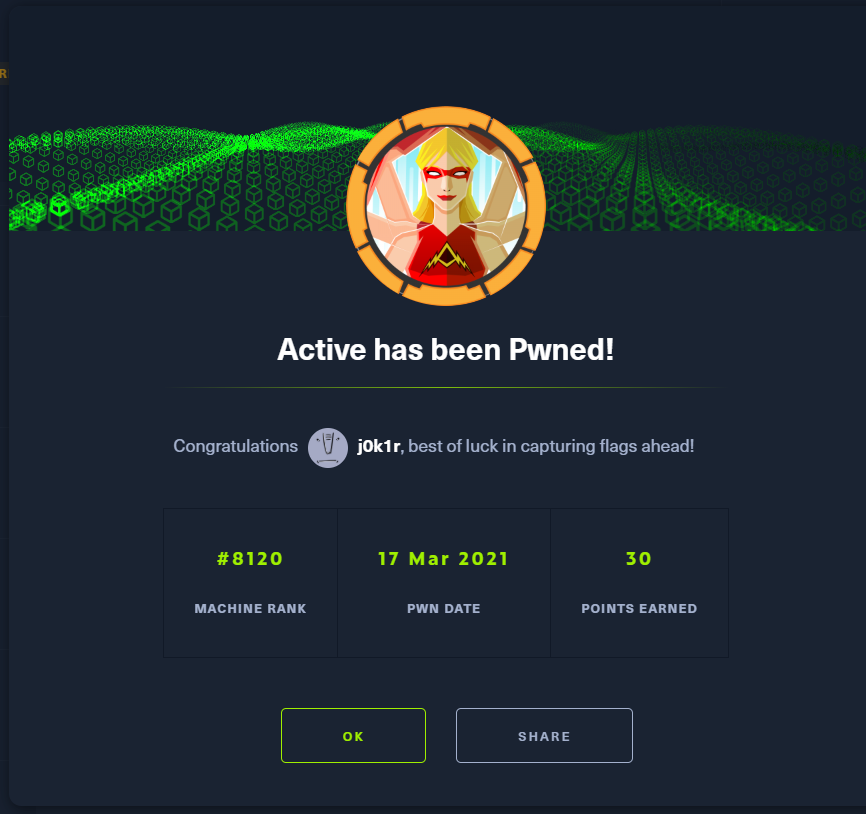 R
Active has been Pwned!
Congratulations j0k1r, best of luck in capturing flags ahead!
#8120 17 Mar 2021 30
MACHINE RANK PWN DATE POINTS EARNED
OK SHARE